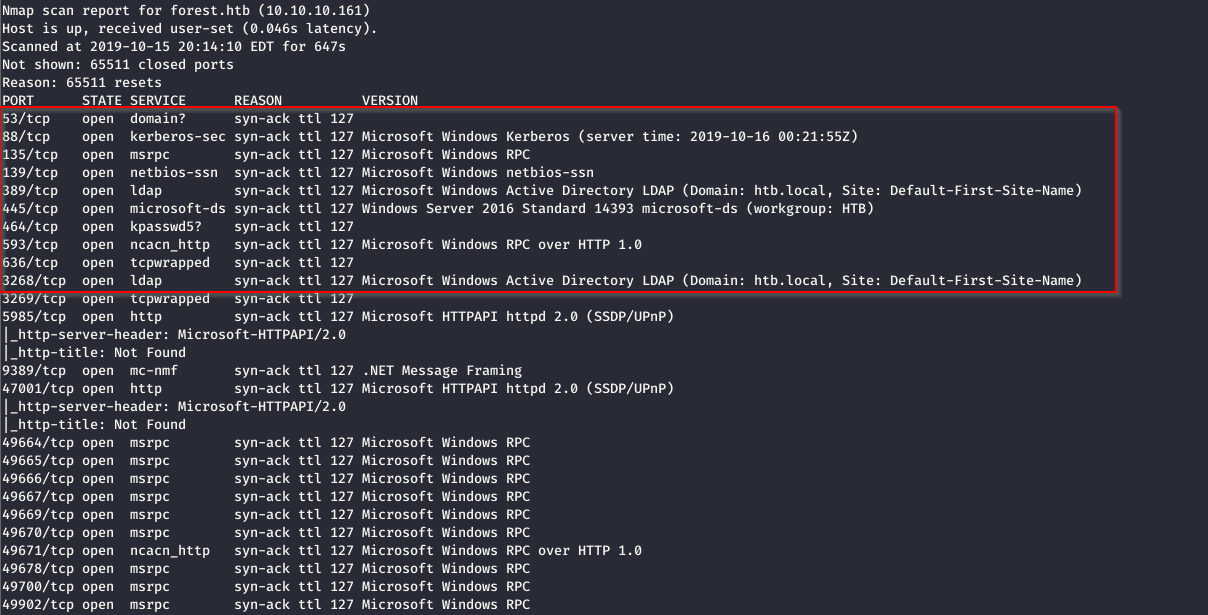 Nmap scan report for forest.htb (10.10.10.161)
Host is up, received user-set (0.046s latency).
Scanned at 2019-10-15 20:14:10 EDT for 647s
Not shown: 65511 closed ports
Reason: 65511 resets
PORT      STATE SERVICE      REASON          VERSION
53/tcp    open  domain?      syn-ack ttl 127
88/tcp    open  kerberos-sec syn-ack ttl 127 Microsoft Windows Kerberos (server time: 2019-10-16 00:21:55Z)
135/tcp   open  msrpc        syn-ack ttl 127 Microsoft Windows RPC
139/tcp   open  netbios-ssn  syn-ack ttl 127 Microsoft Windows netbios-ssn
389/tcp   open  ldap         syn-ack ttl 127 Microsoft Windows Active Directory LDAP (Domain: htb.local, Site: Default-First-Site-Name)
445/tcp   open  microsoft-ds syn-ack ttl 127 Windows Server 2016 Standard 14393 microsoft-ds (workgroup: HTB)
464/tcp   open  kpasswd5?    syn-ack ttl 127
593/tcp   open  ncacn_http   syn-ack ttl 127 Microsoft Windows RPC over HTTP 1.0
636/tcp   open  tcpwrapped   syn-ack ttl 127
3268/tcp  open  ldap         syn-ack ttl 127 Microsoft Windows Active Directory LDAP (Domain: htb.local, Site: Default-First-Site-Name)
3269/tcp  open  tcpwrapped   syn-ack ttl 127
5985/tcp  open  http         syn-ack ttl 127 Microsoft HTTPAPI httpd 2.0 (SSDP/UPnP)
|_http-server-header: Microsoft-HTTPAPI/2.0
|_http-title: Not Found
9389/tcp  open  mc-nmf       syn-ack ttl 127 .NET Message Framing
47001/tcp open  http         syn-ack ttl 127 Microsoft HTTPAPI httpd 2.0 (SSDP/UPnP)
|_http-server-header: Microsoft-HTTPAPI/2.0
|_http-title: Not Found
49664/tcp open  msrpc        syn-ack ttl 127 Microsoft Windows RPC
49665/tcp open  msrpc        syn-ack ttl 127 Microsoft Windows RPC
49666/tcp open  msrpc        syn-ack ttl 127 Microsoft Windows RPC
49667/tcp open  msrpc        syn-ack ttl 127 Microsoft Windows RPC
49669/tcp open  msrpc        syn-ack ttl 127 Microsoft Windows RPC
49670/tcp open  msrpc        syn-ack ttl 127 Microsoft Windows RPC
49671/tcp open  ncacn_http   syn-ack ttl 127 Microsoft Windows RPC over HTTP 1.0
49678/tcp open  msrpc        syn-ack ttl 127 Microsoft Windows RPC
49700/tcp open  msrpc        syn-ack ttl 127 Microsoft Windows RPC
49902/tcp open  msrpc        syn-ack ttl 127 Microsoft Windows RPC